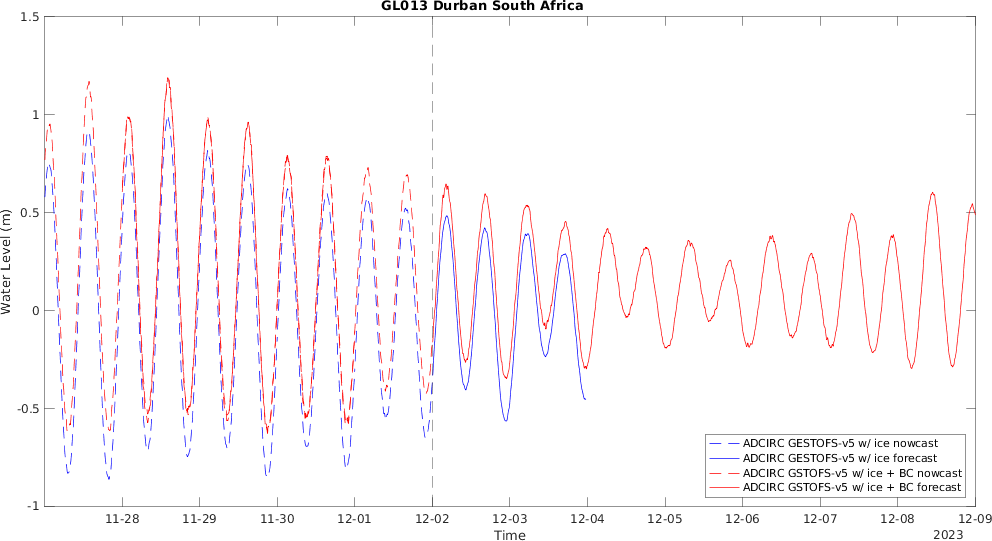 GL013 Durban South Africa
1.5
1
0.5
0
-0.5
-1
Water Level (m)
11-28
11-29
11-30
12-01
12-02
12-03
12-04
12-05
12-06
12-07
12-08
12-09
Time
2023
ADCIRC GESTOFS-v5 w/ ice nowcast
ADCIRC GESTOFS-v5 w/ ice forecast
ADCIRC GSTOFS-v5 w/ ice + BC nowcast
ADCIRC GSTOFS-v5 w/ ice + BC forecast